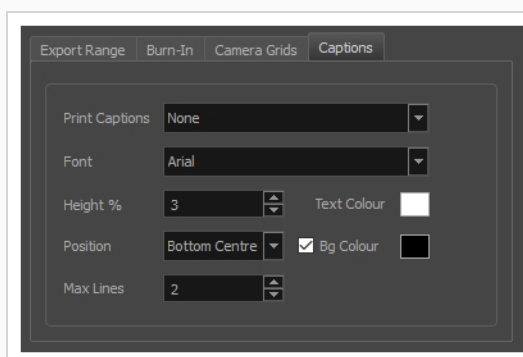 Export Range Burn-In Camera Grids Captions
Print Captions None
Font Arial
Height % 3 Text Colour
Position Bottom Centre Bg Colour
Max Lines 2